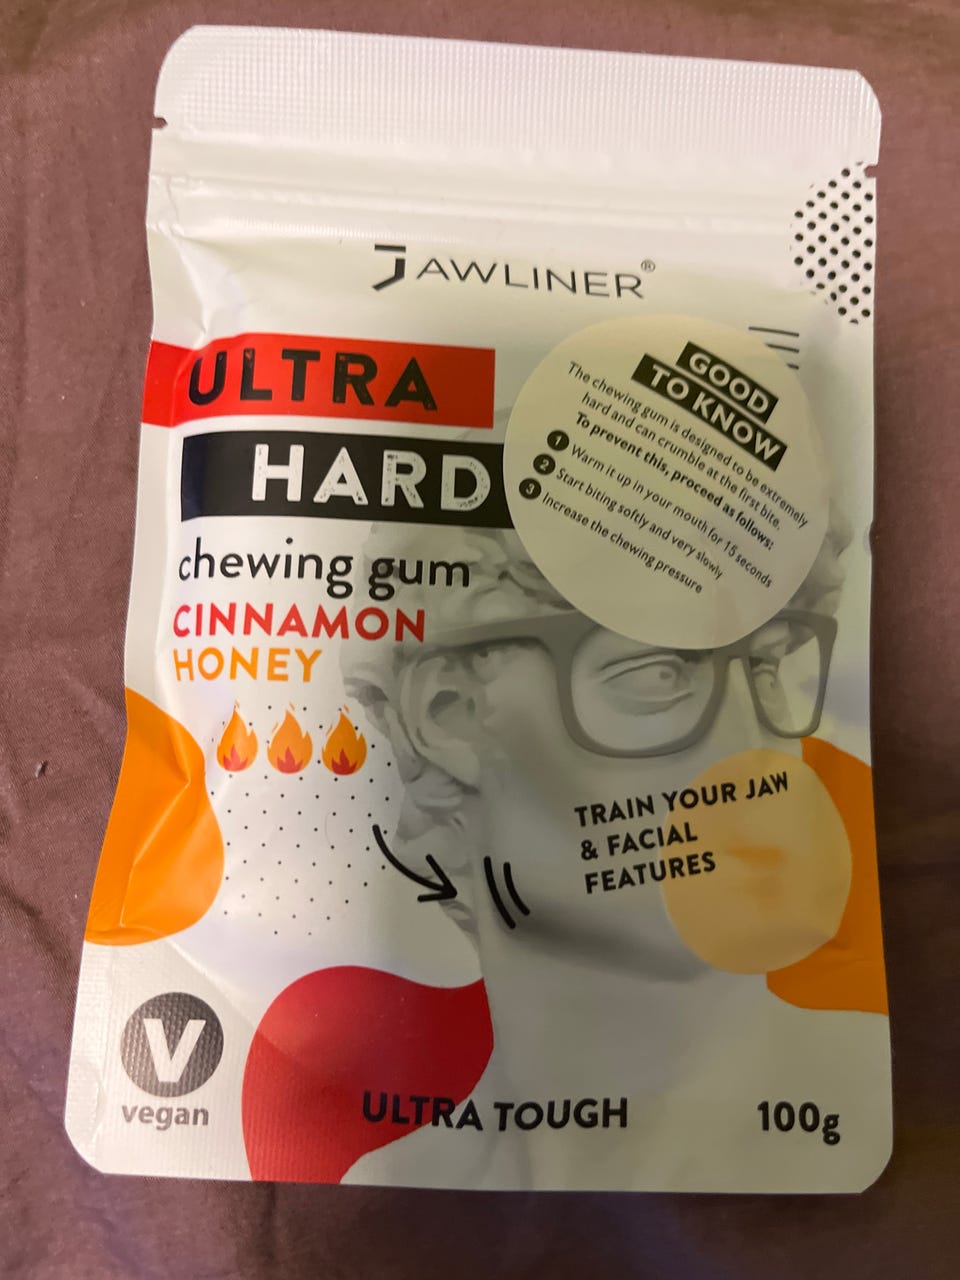 JAWLINER®
ULTRA
HARD
chewing gum
CINNAMON
HONEY
GOOD
TO KNOW
The chewing gum is designed to be extremely
hard and can crumble at the first bite.
To prevent this, proceed as follows:
1 Warm it up in your mouth for 15 seconds
2 Start biting softly and very slowly
3 Increase the chewing pressure
TRAIN YOUR JAW
& FACIAL
FEATURES
V
vegan
ULTRA TOUGH
100g